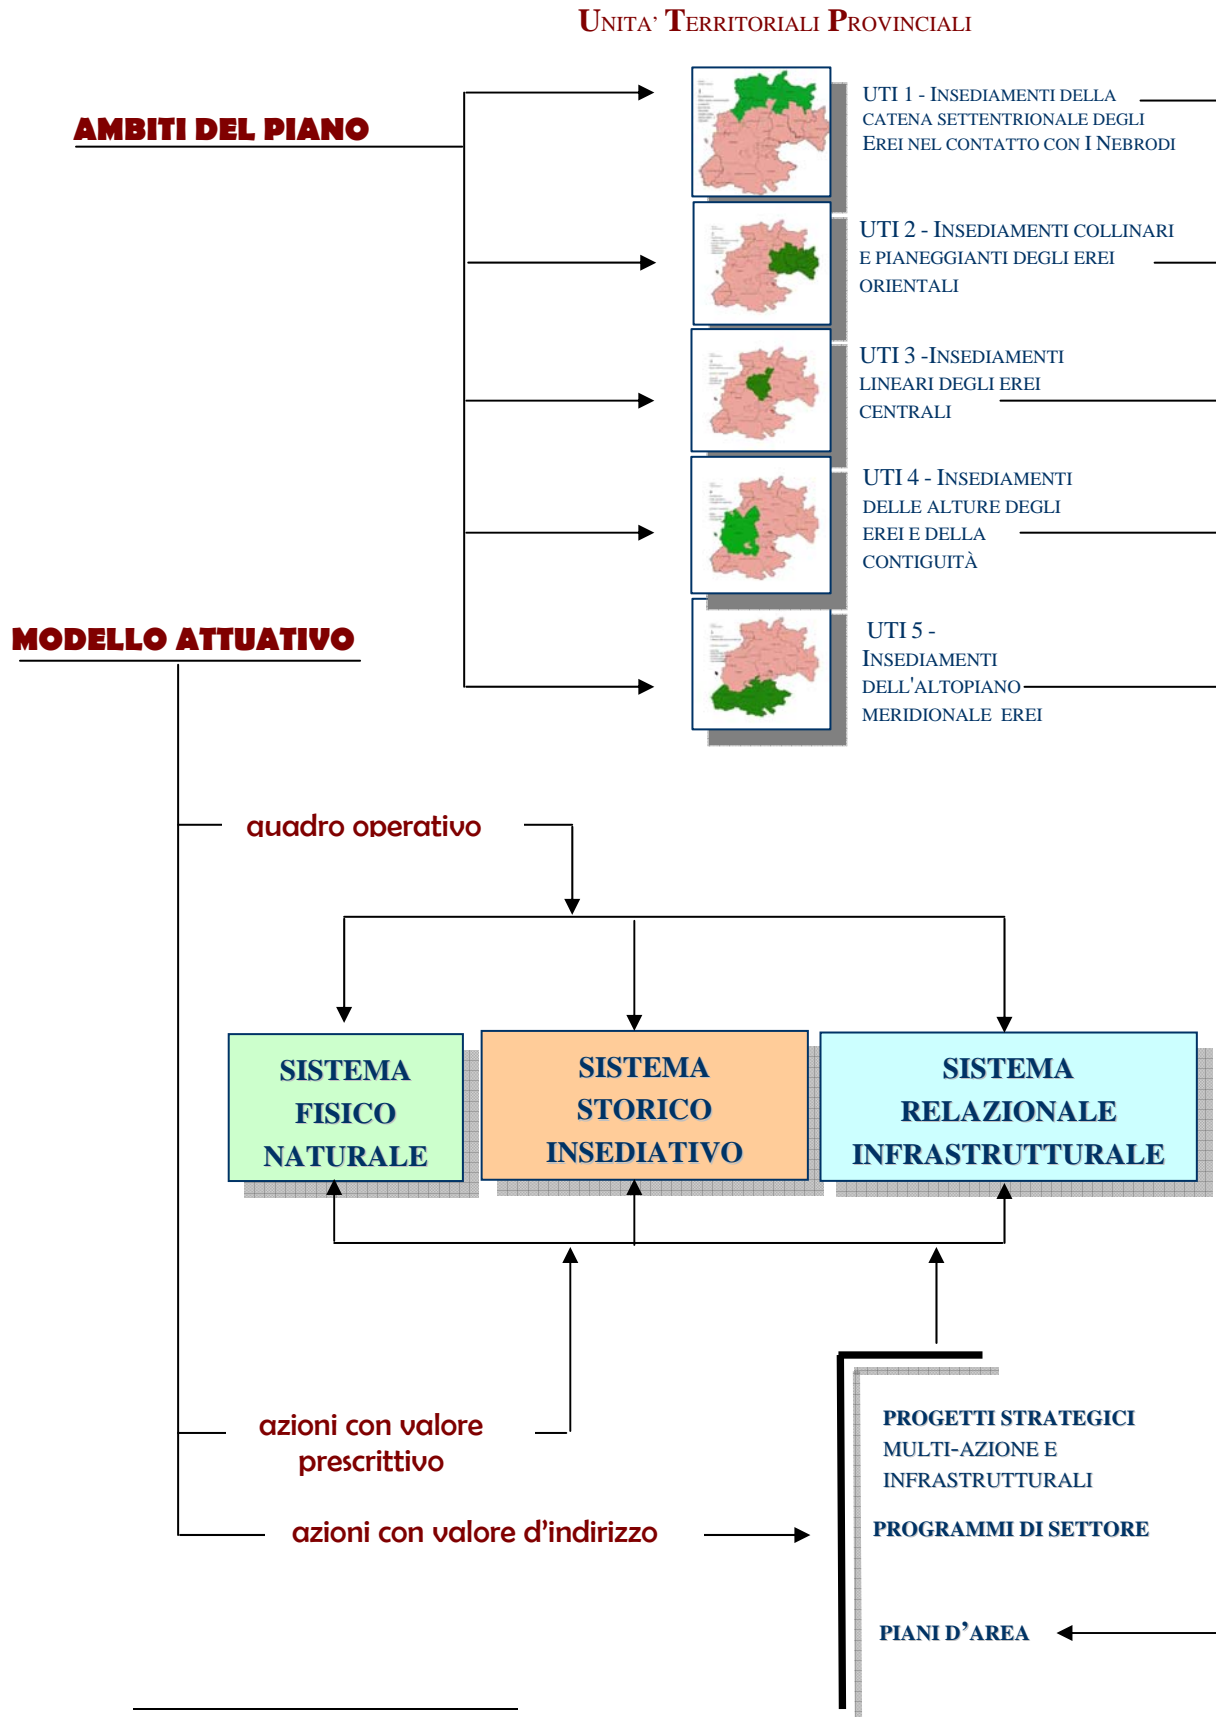 UNITA' TERRITORIALI PROVINCIALI
AMBITI DEL PIANO
UTI 1 - INSEDIAMENTI DELLA
CATENA SETTENTRIONALE DEGLI
EREI NEL CONTATTO CON I NEBRODI
UTI 2 - INSEDIAMENTI COLLINARI
E PIANEGGIANTI DEGLI EREI
ORIENTALI
UTI 3 -INSEDIAMENTI
LINEARI DEGLI EREI
CENTRALI
UTI 4 - INSEDIAMENTI
DELLE ALTURE DEGLI
EREI E DELLA
CONTIGUITÀ
UTI 5 -
INSEDIAMENTI
DELL'ALTOPIANO
MERIDIONALE EREI
MODELLO ATTUATIVO
quadro operativo
SISTEMA
FISICO
NATURALE
SISTEMA
STORICO
INSEDIATIVO
SISTEMA
RELAZIONALE
INFRASTRUTTURALE
azioni con valore
prescrittivo
azioni con valore d'indirizzo
PROGETTI STRATEGICI
MULTI-AZIONE E
INFRASTRUTTURALI
PROGRAMMI DI SETTORE
PIANI D'AREA